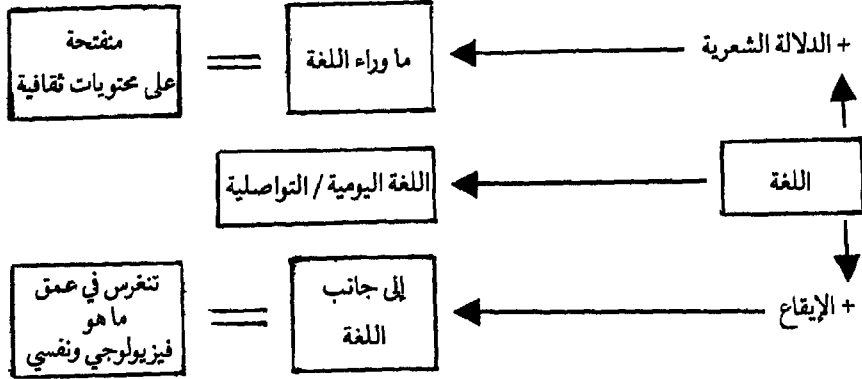 + الدلالة الشعرية
ما وراء اللغة
=
منفتحة
على محتويات ثقافية
اللغة
اللغة اليومية / التواصلية
+ الإيقاع
إلى جانب
اللغة
=
تنغرس في عمق
ما هو
فيزيولوجي ونفسي